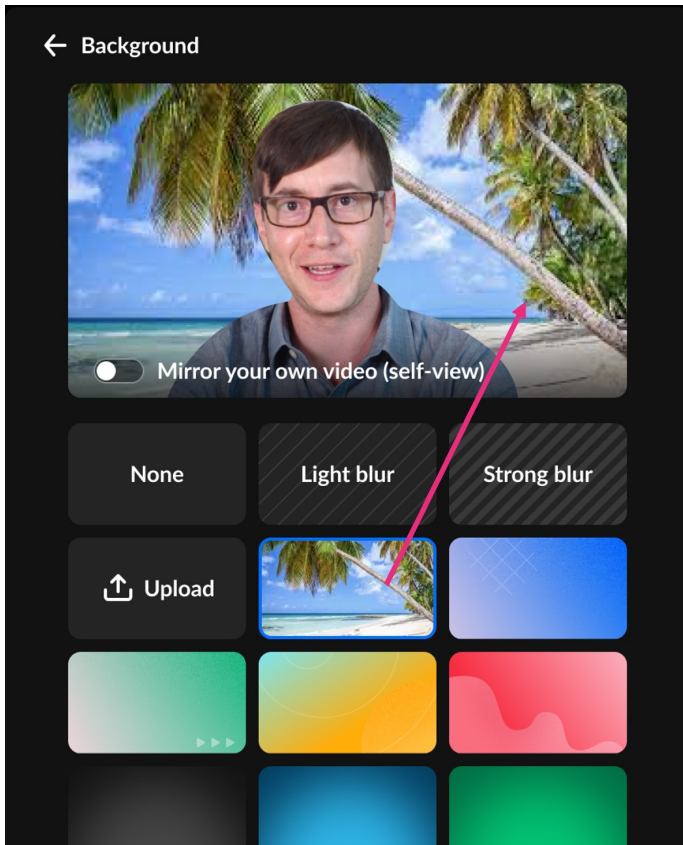 Background
Mirror your own video (self-view)
None
Light blur
Strong blur
Upload